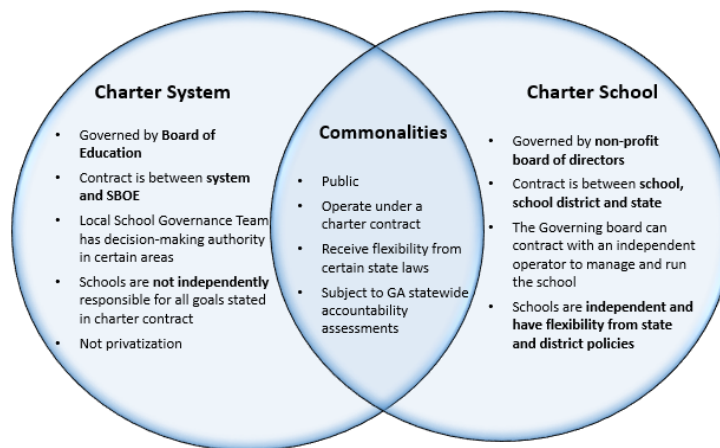 Charter System
• Governed by Board of
Education
• Contract is between system
and SBOE
• Local School Governance Team
has decision-making authority
in certain areas
• Schools are not independently
responsible for all goals stated
in charter contract
• Not privatization
Commonalities
• Public
• Operate under a
charter contract
• Receive flexibility from
certain state laws
• Subject to GA statewide
accountability
assessments
Charter School
• Governed by non-profit
board of directors
• Contract is between school,
school district and state
• The Governing board can
contract with an independent
operator to manage and run
the school
• Schools are independent and
have flexibility from state
and district policies